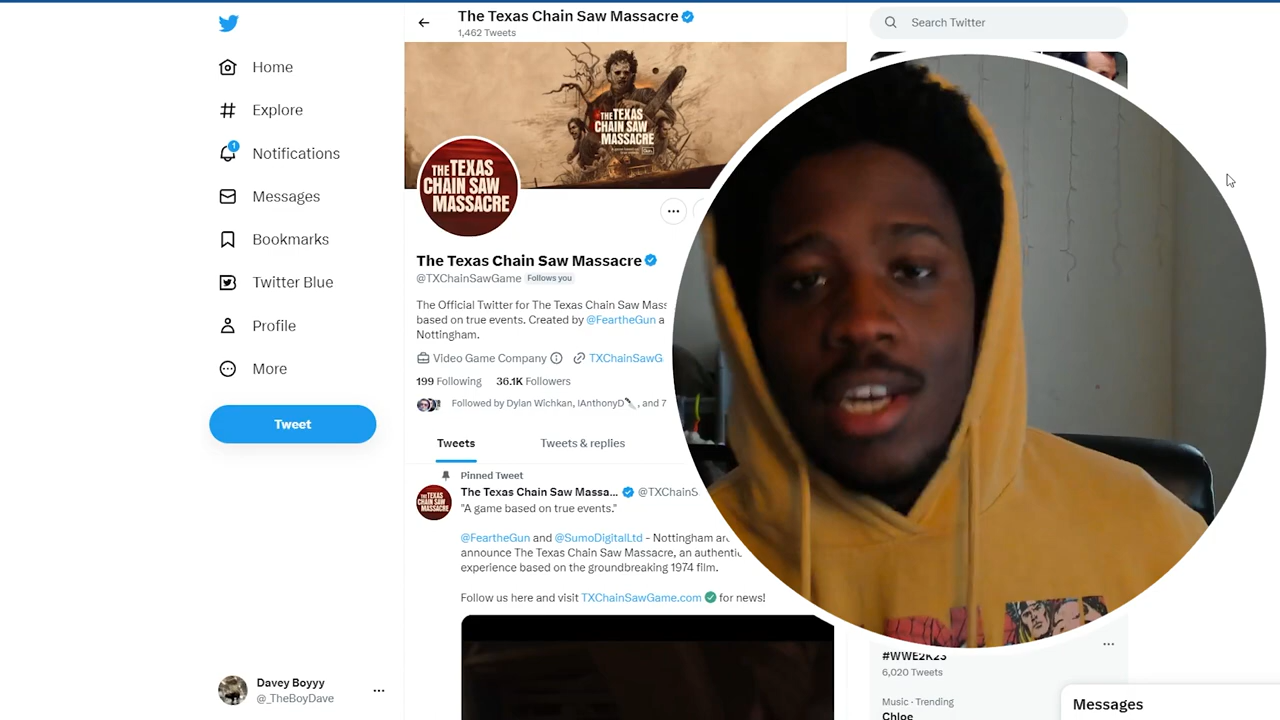 The Texas Chain Saw Massacre
1,462 Tweets
Search Twitter
Home
Explore
1
Notifications
Messages
Bookmarks
Twitter Blue
Profile
More
Tweet
THE TEXAS
CHAIN SAW
MASSACRE
THE TEXAS
CHAIN SAW
MASSACRE
The Texas Chain Saw Massacre
@TXChainSawGame Follows you
The Official Twitter for The Texas Chain Saw Mass
based on true events. Created by @FeartheGun a
Nottingham.
Video Game Company TXChainSawG
199 Following 36.1K Followers
Followed by Dylan Wichkan, IAnthonyD, and 7
Tweets Tweets & replies
Pinned Tweet
The Texas Chain Saw Massa... @TXChainS
"A game based on true events."
@FeartheGun and @SumoDigitalLtd - Nottingham are
announce The Texas Chain Saw Massacre, an authentic
experience based on the groundbreaking 1974 film.
Follow us here and visit TXChainSawGame.com for news!
Davey Boyyy
@_TheBoyDave
#WWE2K23
6,020 Tweets
Music · Trending
Chloe
Messages